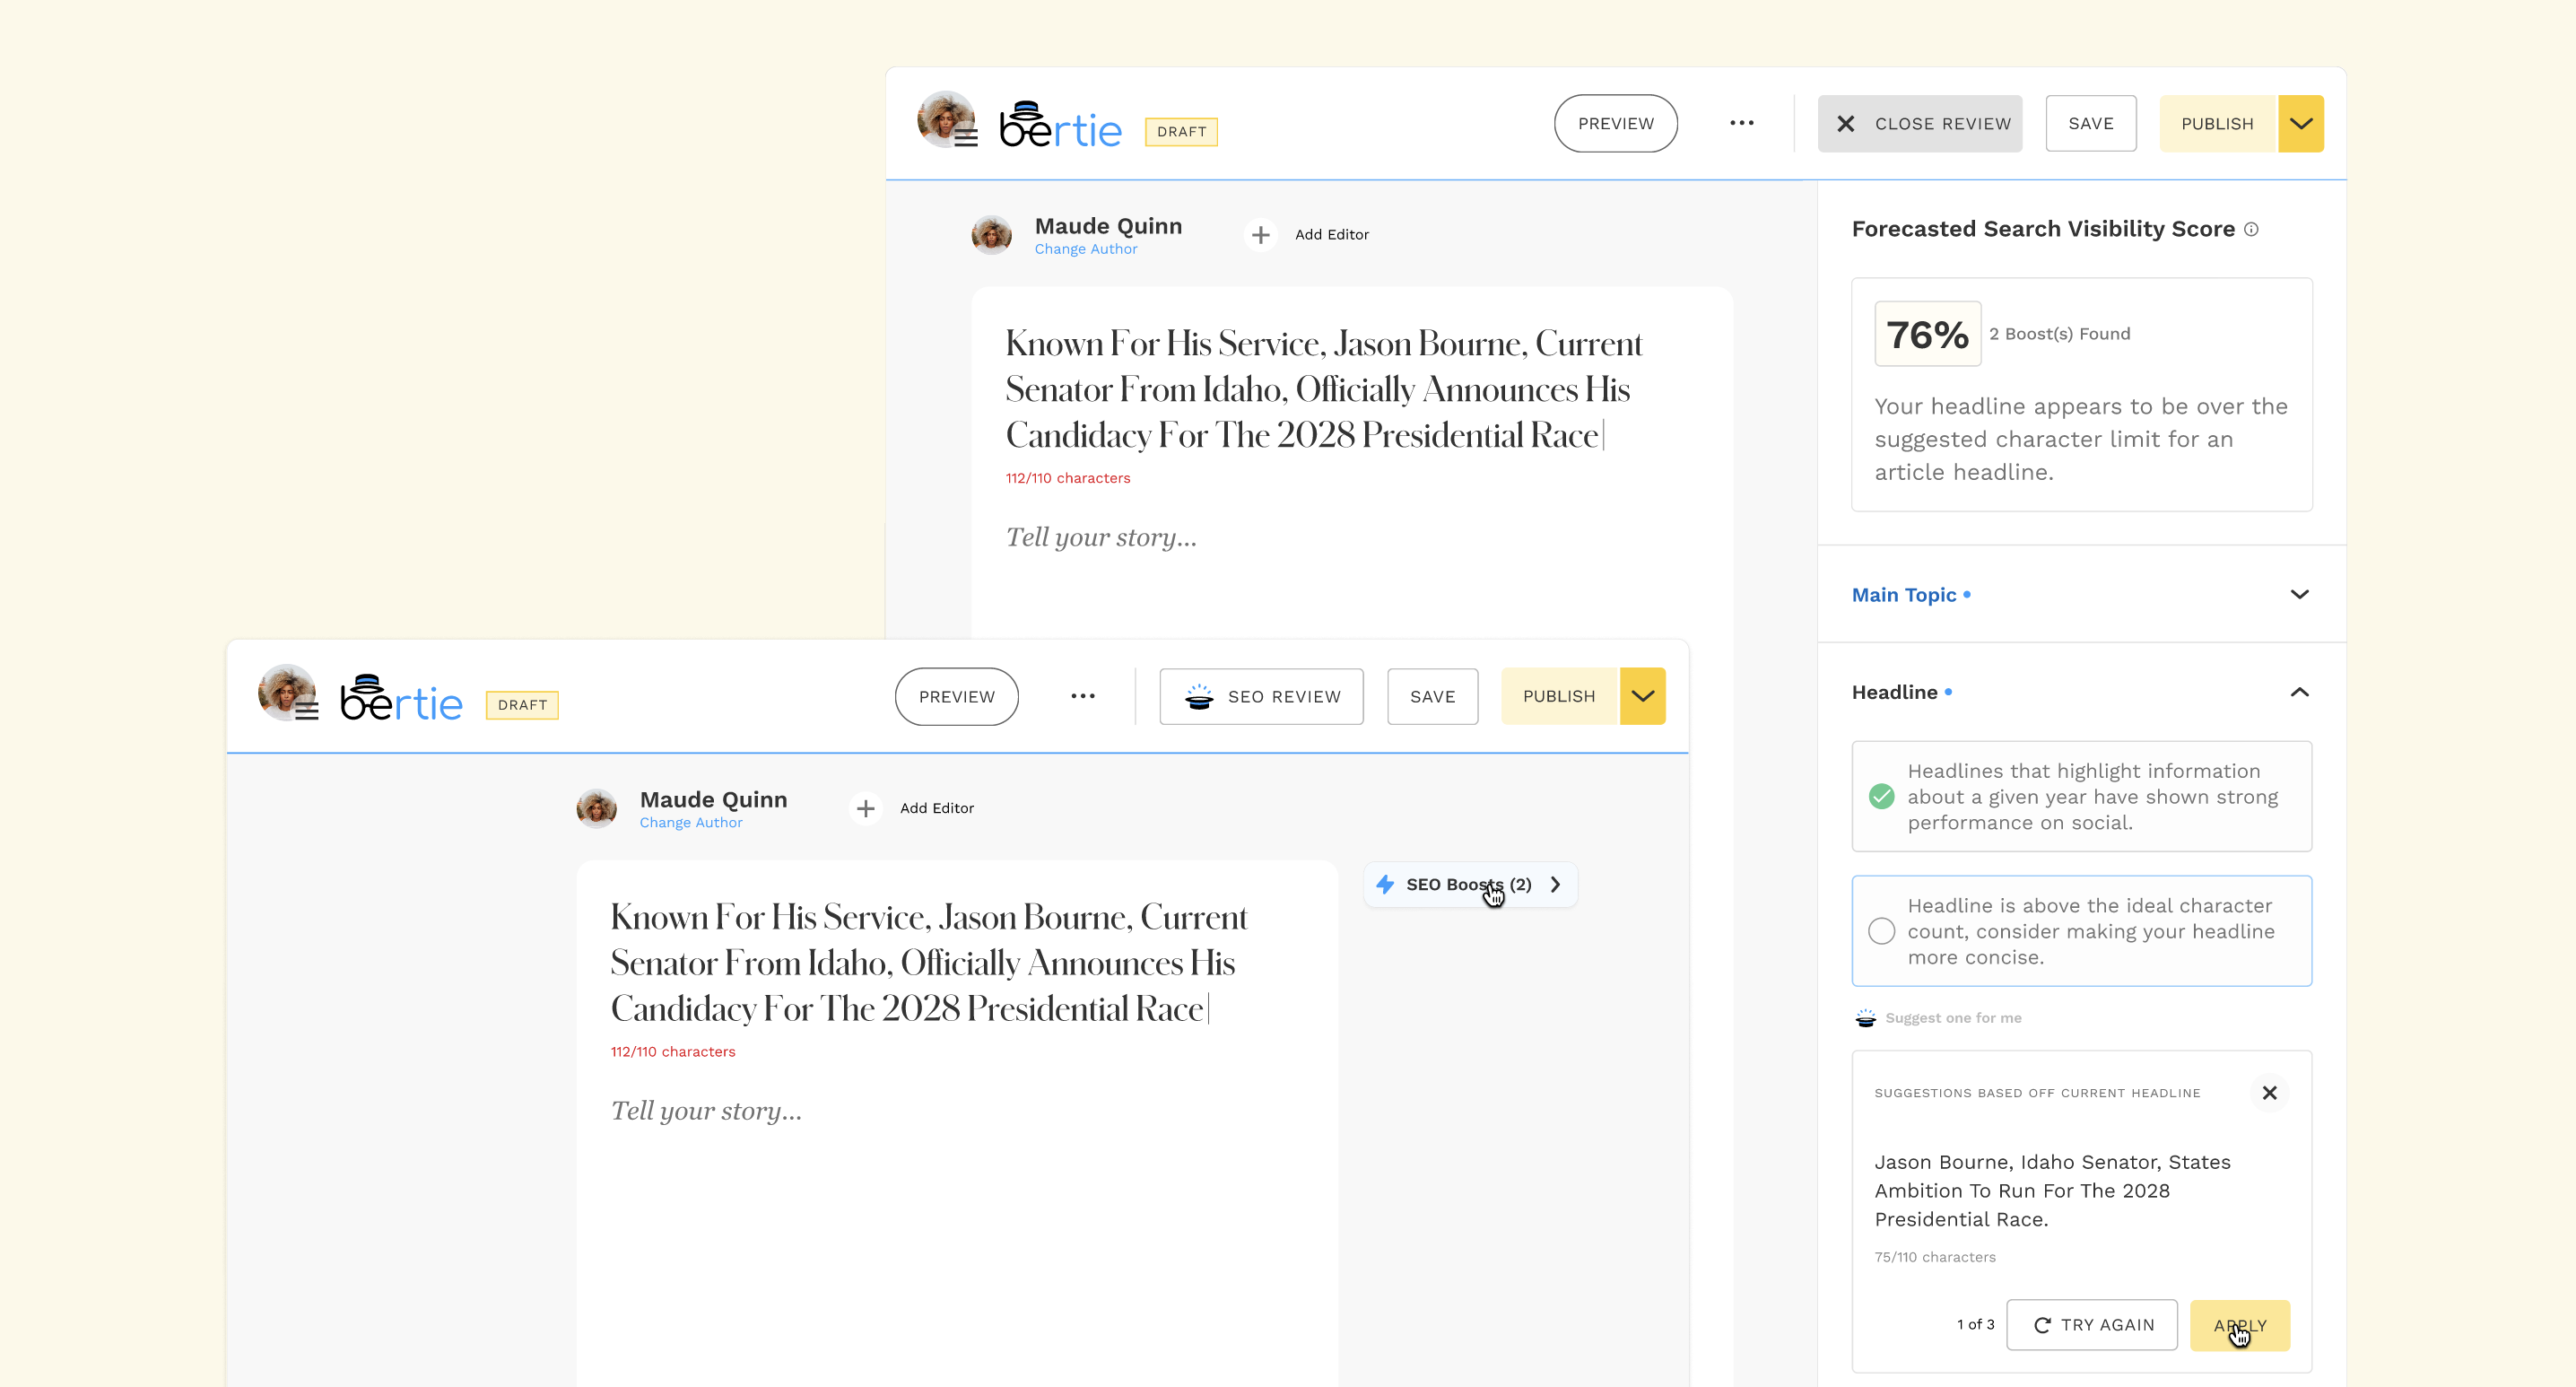 bertie
DRAFT
PREVIEW
CLOSE REVIEW
SAVE
PUBLISH
Maude Quinn
Change Author
Add Editor
Known For His Service, Jason Bourne, Current
Senator From Idaho, Officially Announces His
Candidacy For The 2028 Presidential Race
112/110 characters
Tell your story...
Forecasted Search Visibility Score
76%
2 Boost(s) Found
Your headline appears to be over the
suggested character limit for an
article headline.
Main Topic
Headline
Headlines that highlight information
about a given year have shown strong
performance on social.
Headline is above the ideal character
count, consider making your headline
more concise.
Suggest one for me
SUGGESTIONS BASED OFF CURRENT HEADLINE
Jason Bourne, Idaho Senator, States
Ambition To Run For The 2028
Presidential Race.
75/110 characters
1 of 3
TRY AGAIN
APPLY
bertie
DRAFT
PREVIEW
SEO REVIEW
SAVE
PUBLISH
Maude Quinn
Change Author
Add Editor
Known For His Service, Jason Bourne, Current
Senator From Idaho, Officially Announces His
Candidacy For The 2028 Presidential Race
112/110 characters
Tell your story...
SEO Boosts (2)